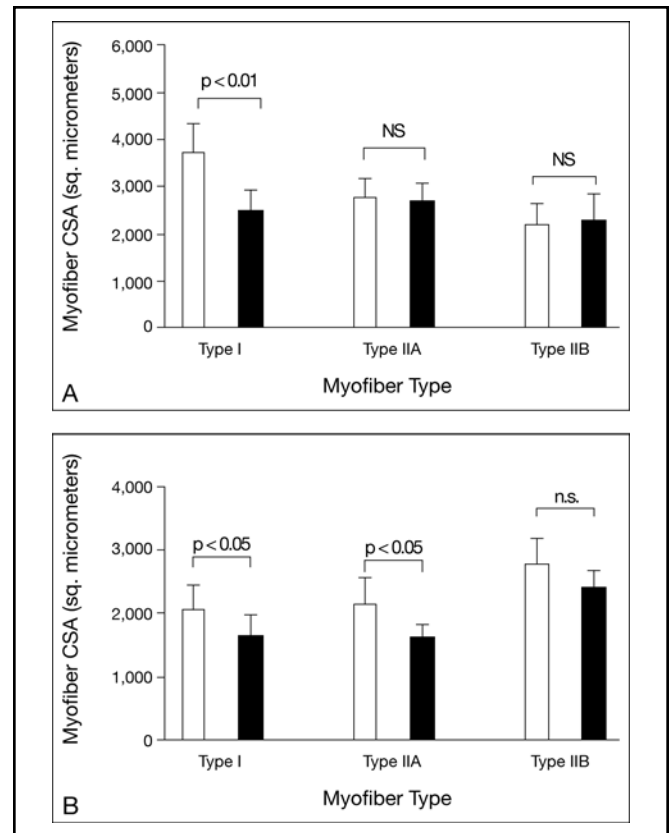 Myofiber CSA (sq. micrometers)
6,000
5,000
4,000
3,000
2,000
1,000
0
p < 0.01
NS
NS
Type I
Type IIA
Type IIB
Myofiber Type
A
Myofiber CSA (sq. micrometers)
4,000
3,000
2,000
1,000
0
p < 0.05
p < 0.05
n.s.
Type I
Type IIA
Type IIB
Myofiber Type
B